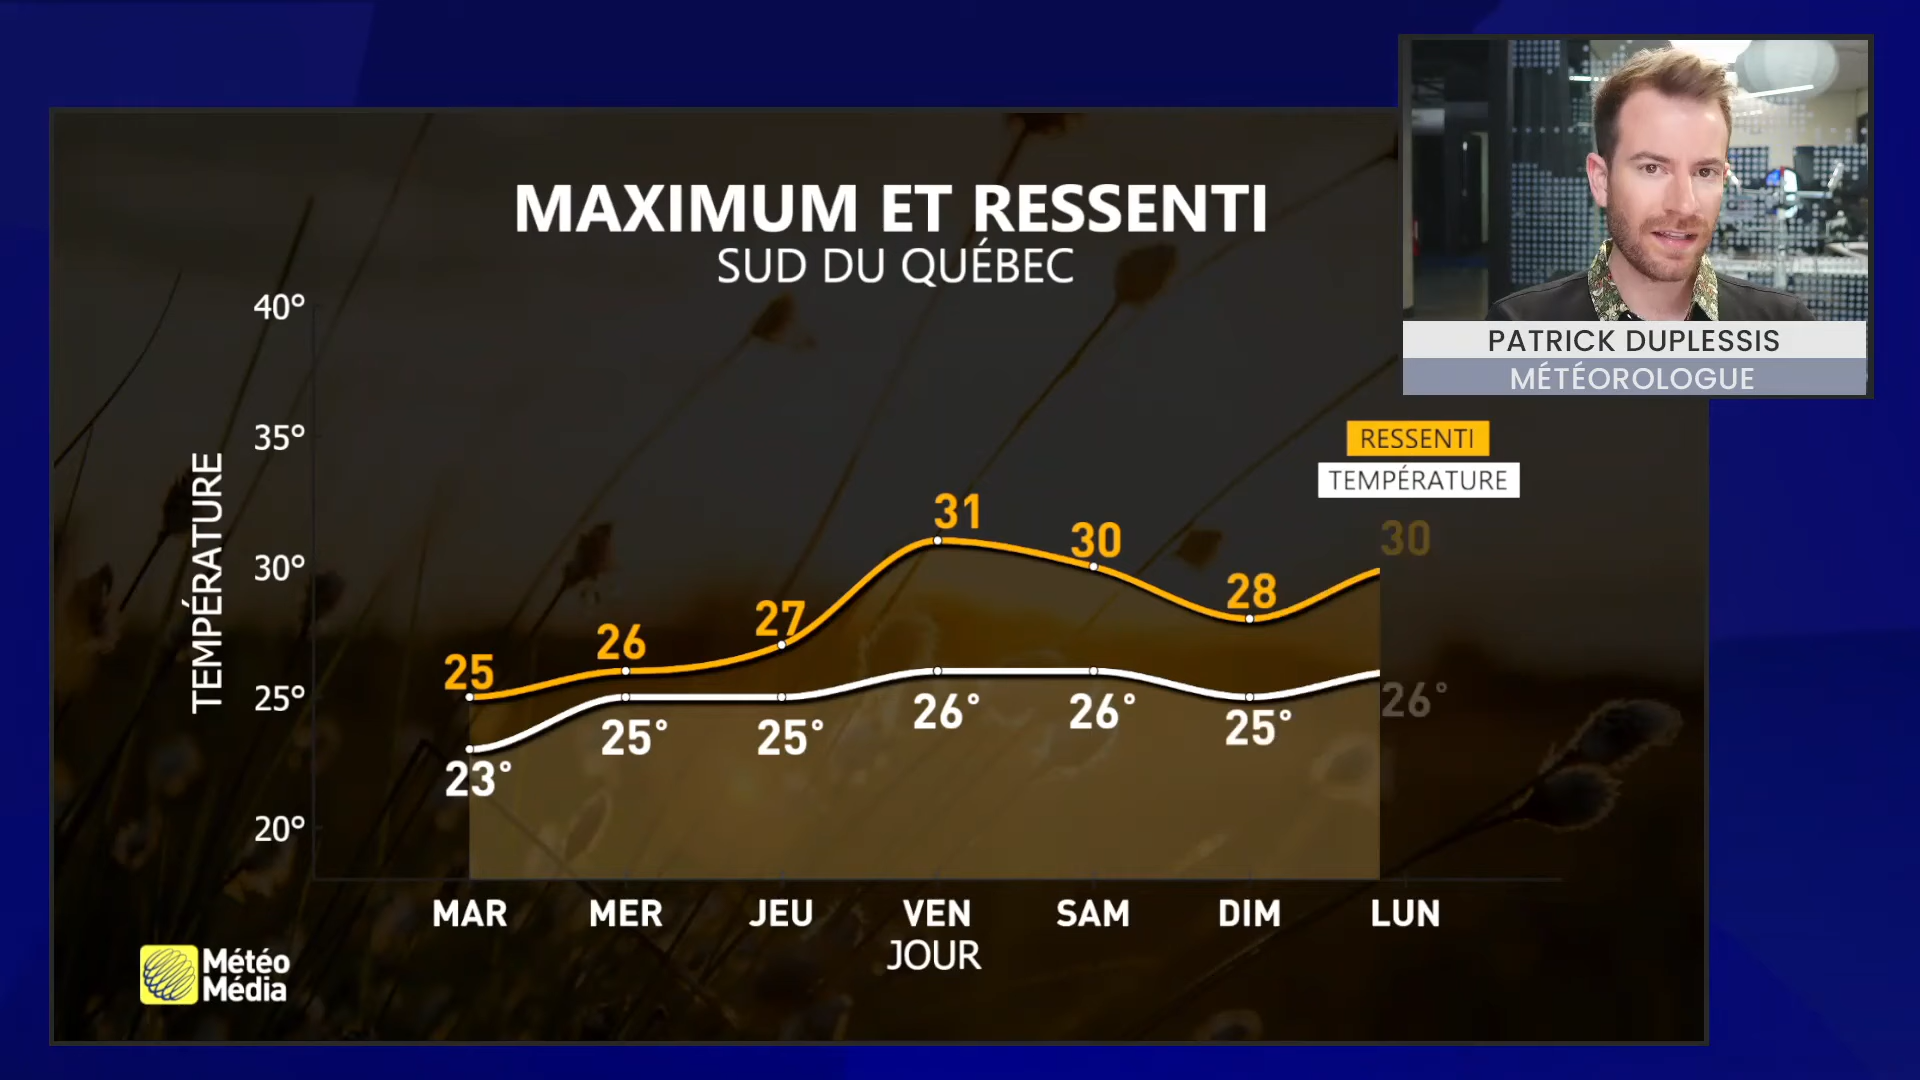 MAXIMUM ET RESSENTI
SUD DU QUÉBEC
PATRICK DUPLESSIS
MÉTÉOROLOGUE
RESSENTI
TEMPÉRATURE
TEMPÉRATURE
40°
35°
30°
25°
20°
25
26
27
31
30
28
30
23°
25°
25°
26°
26°
25°
26°
MAR
MER
JEU
VEN
SAM
DIM
LUN
JOUR
Météo
Média